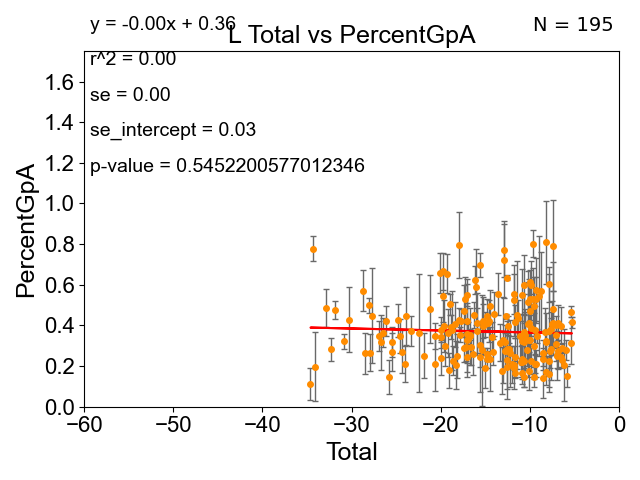 y = -0.00x + 0.36
L Total vs PercentGpA
N = 195
r^2 = 0.00
se = 0.00
se_intercept = 0.03
p-value = 0.5452200577012346
PercentGpA
1.6
1.4
1.2
1.0
0.8
0.6
0.4
0.2
0.0
−60
−50
−40
−30
−20
−10
0
Total